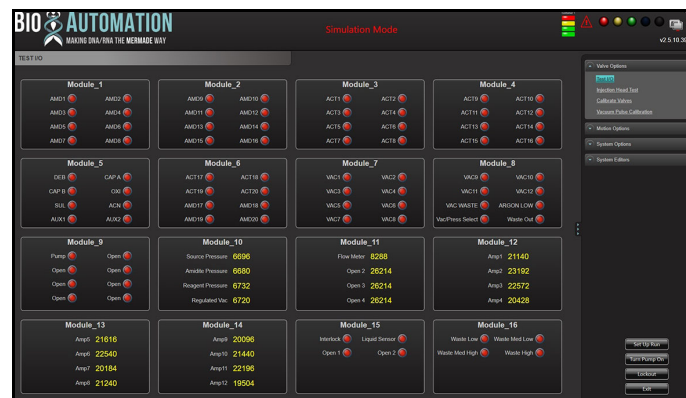 BIO AUTOMATION
MAKING DNA/RNA THE MERMADE WAY
Simulation Mode
v2.5.10.39
TEST I/O
Module_1
AMD1 AMD2
AMD3 AMD4
AMD5 AMD6
AMD7 AMD8
Module_2
AMD9 AMD10
AMD11 AMD12
AMD13 AMD14
AMD15 AMD16
Module_3
ACT1 ACT2
ACT3 ACT4
ACT5 ACT6
ACT7 ACT8
Module_4
ACT9 ACT10
ACT11 ACT12
ACT13 ACT14
ACT15 ACT16
Module_5
DEB CAP A
CAP B OXI
SUL ACN
AUX1 AUX2
Module_6
ACT17 ACT18
ACT19 ACT20
AMD17 AMD18
AMD19 AMD20
Module_7
VAC1 VAC2
VAC3 VAC4
VAC5 VAC6
VAC7 VAC8
Module_8
VAC9 VAC10
VAC11 VAC12
VAC WASTE ARGON LOW
Vac/Press Select Waste Out
Module_9
Pump Open
Open Open
Open Open
Open Open
Module_10
Source Pressure 6696
Amidite Pressure 6680
Reagent Pressure 6732
Regulated Vac 6720
Module_11
Flow Meter 8288
Open 2 26214
Open 3 26214
Open 4 26214
Module_12
Amp1 21140
Amp2 23192
Amp3 22572
Amp4 20428
Module_13
Amp5 21616
Amp6 22540
Amp7 20184
Amp8 21240
Module_14
Amp9 20096
Amp10 21440
Amp11 22196
Amp12 19504
Module_15
Interlock Liquid Sensor
Open 1 Open 2
Module_16
Waste Low Waste Med Low
Waste Med High Waste High
Valve Options
Test I/O
Injection Head Test
Calibrate Valves
Vacuum Pulse Calibration
Motion Options
System Options
System Editors
Set Up Run
Turn Pump On
Lockout
Exit